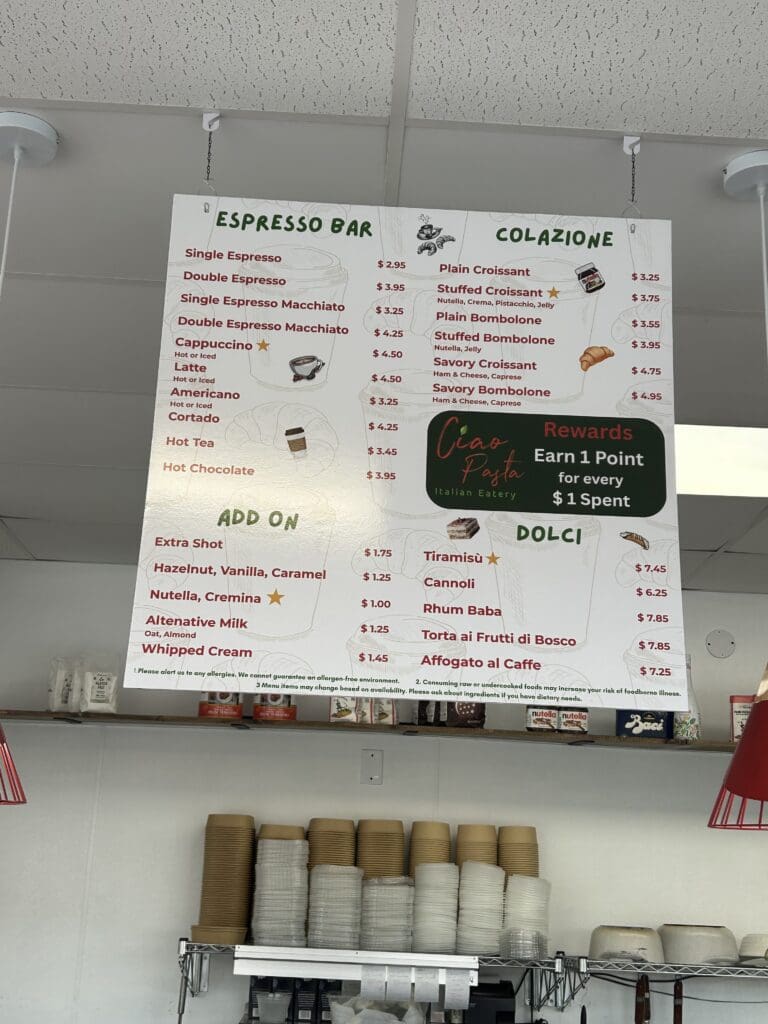 ESPRESSO BAR
Single Espresso $ 2.95
Double Espresso $ 3.95
Single Espresso Macchiato $ 3.25
Double Espresso Macchiato $ 4.25
Cappuccino $ 4.50
Hot or Iced
Latte $ 4.50
Hot or Iced
Americano $ 3.25
Hot or Iced
Cortado $ 4.25
Hot Tea $ 3.45
Hot Chocolate $ 3.95
ADD ON
Extra Shot $ 1.75
Hazelnut, Vanilla, Caramel $ 1.25
Nutella, Cremina $ 1.00
Altenative Milk $ 1.25
Oat, Almond
Whipped Cream $ 1.45
COLAZIONE
Plain Croissant $ 3.25
Stuffed Croissant $ 3.75
Nutella, Crema, Pistacchio, Jelly
Plain Bombolone $ 3.55
Stuffed Bombolone $ 3.95
Nutella, Jelly
Savory Croissant $ 4.75
Ham & Cheese, Caprese
Savory Bombolone $ 4.95
Ham & Cheese, Caprese
Ciao
Pasta
Italian Eatery
Rewards
Earn 1 Point
for every
$ 1 Spent
DOLCI
Tiramisù $ 7.45
Cannoli $ 6.25
Rhum Baba $ 7.85
Torta ai Frutti di Bosco $ 7.85
Affogato al Caffe $ 7.25
1. Please alert us to any allergies. We cannot guarantee an allergen-free environment. 2. Consuming raw or undercooked foods may increase your risk of foodborne illness.
3 Menu items may change based on availability. Please ask about ingredients if you have dietary needs.
nutella nutella
Baci